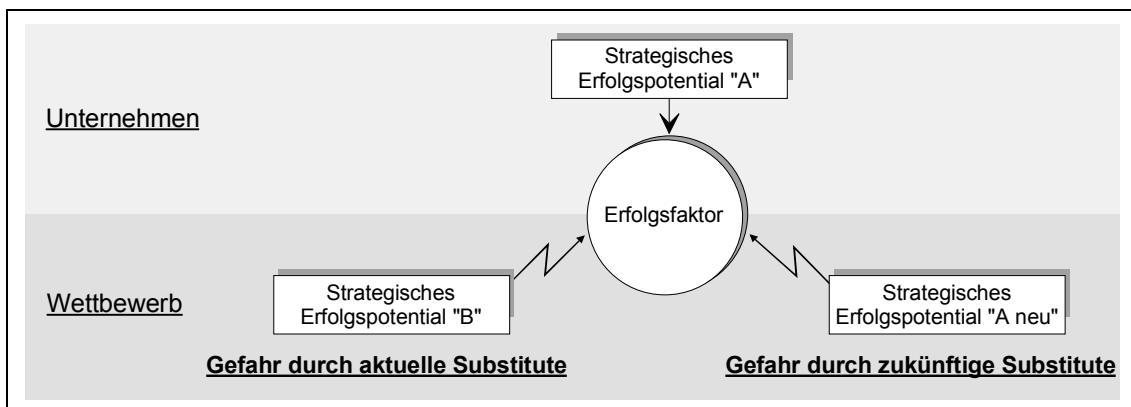 Strategisches
Erfolgspotential "A"
Unternehmen
Erfolgsfaktor
Wettbewerb
Strategisches
Erfolgspotential "B"
Strategisches
Erfolgspotential "A neu"
Gefahr durch aktuelle Substitute
Gefahr durch zukünftige Substitute